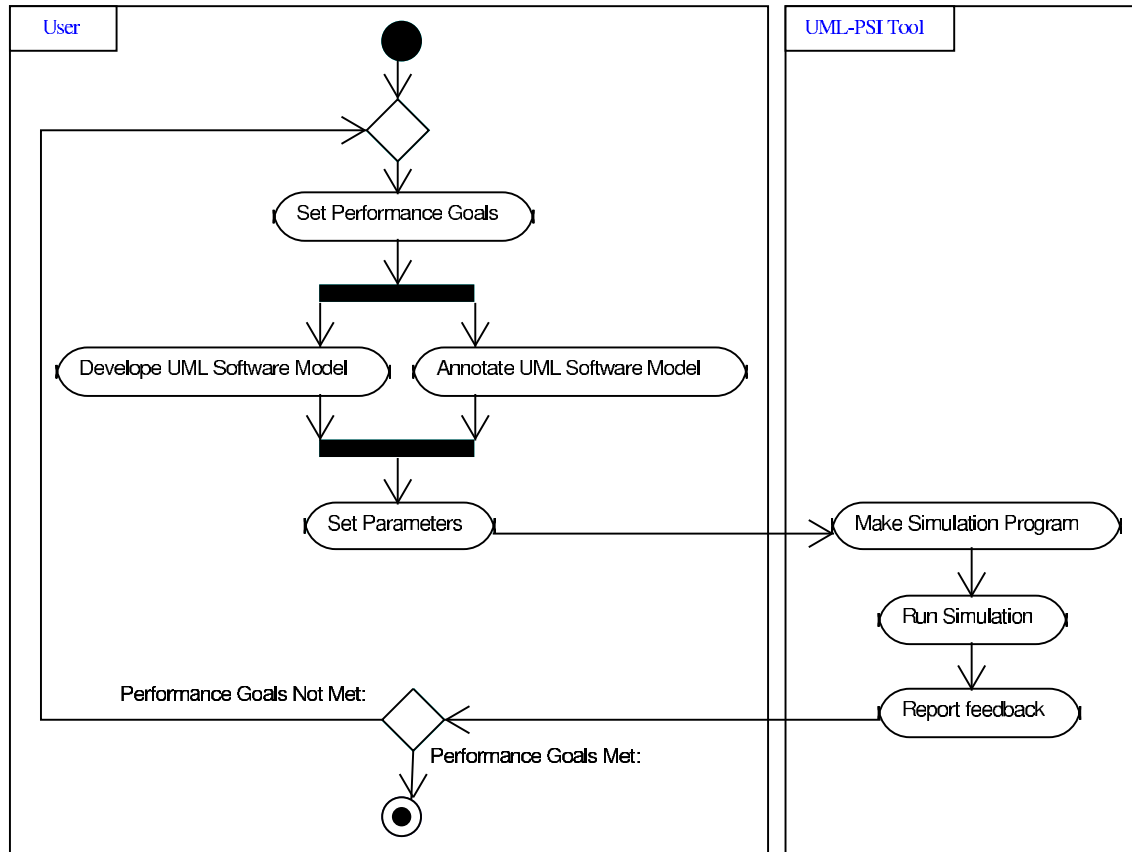 User
UML-PSI Tool
Set Performance Goals
Develope UML Software Model
Annotate UML Software Model
Set Parameters
Make Simulation Program
Run Simulation
Report feedback
Performance Goals Not Met:
Performance Goals Met: